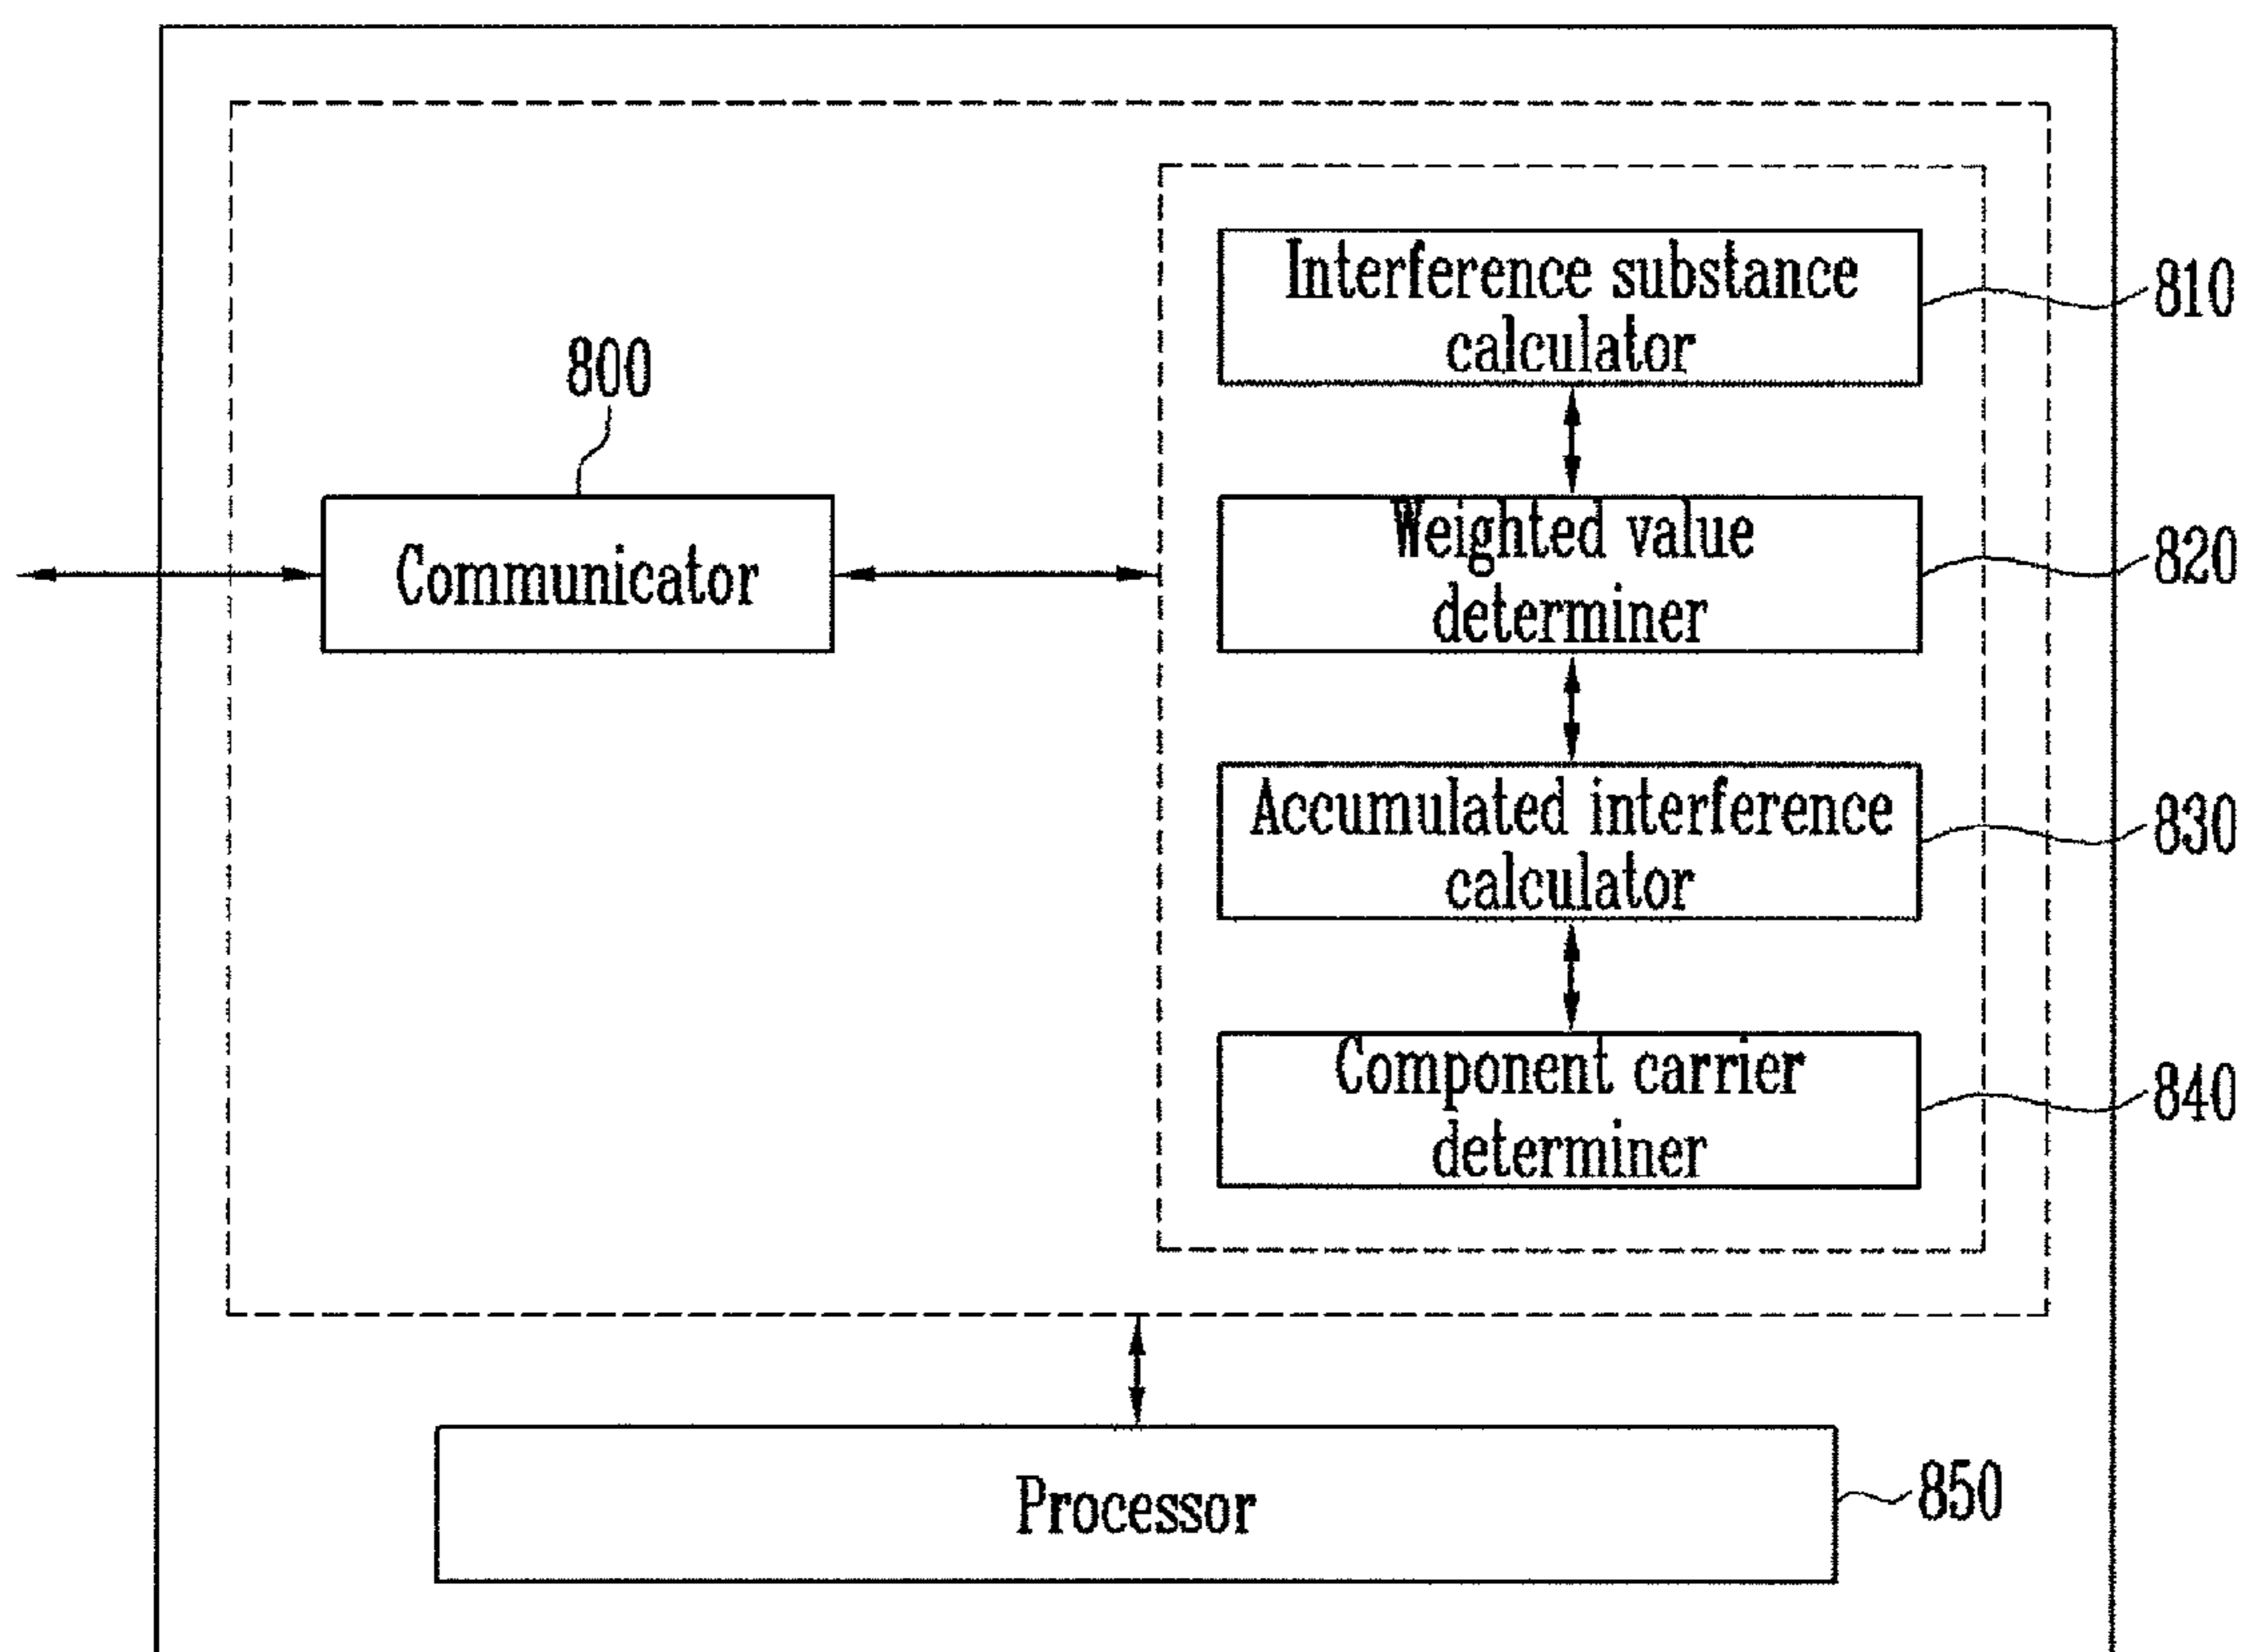 Interference substance
calculator
810
800
Communicator
Weighted value
determiner
820
Accumulated interference
calculator
830
Component carrier
determiner
840
Processor
850